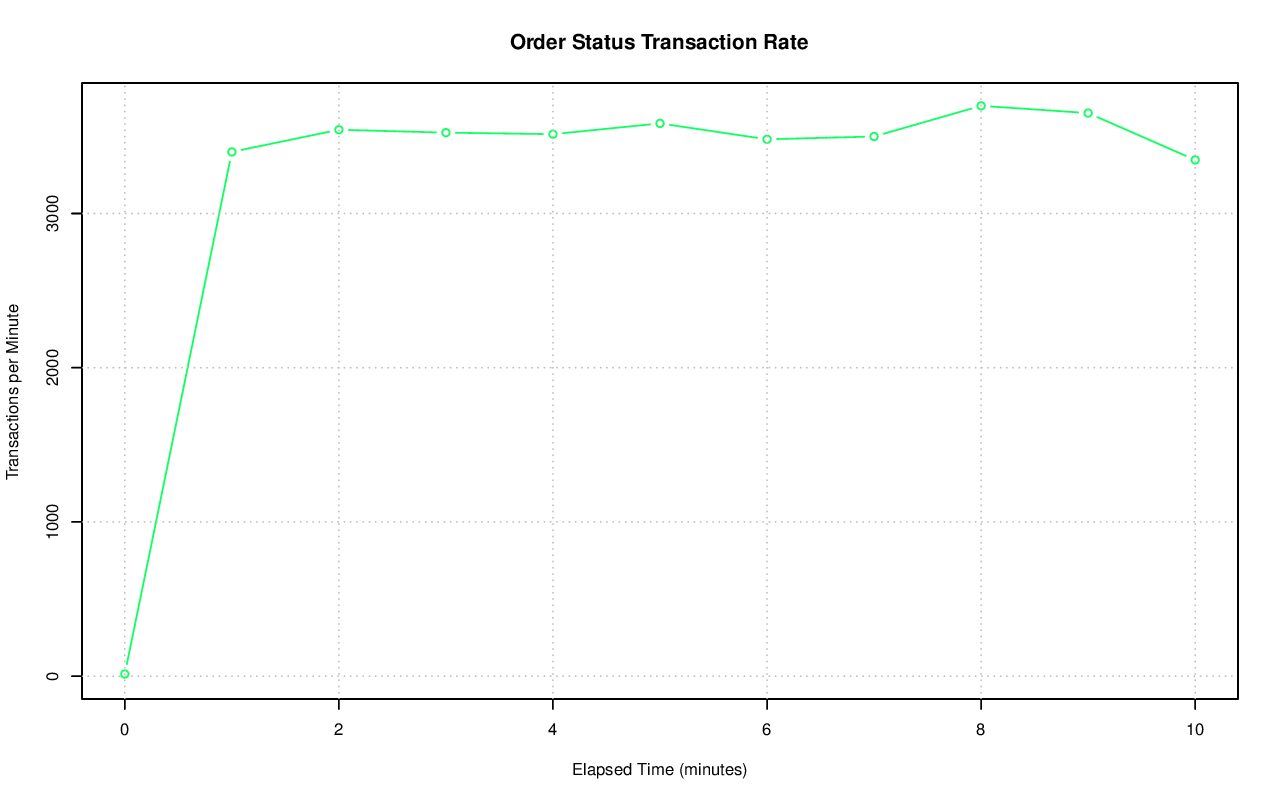 Order Status Transaction Rate
Transactions per Minute
3000
2000
1000
0
0 2 4 6 8 10
Elapsed Time (minutes)